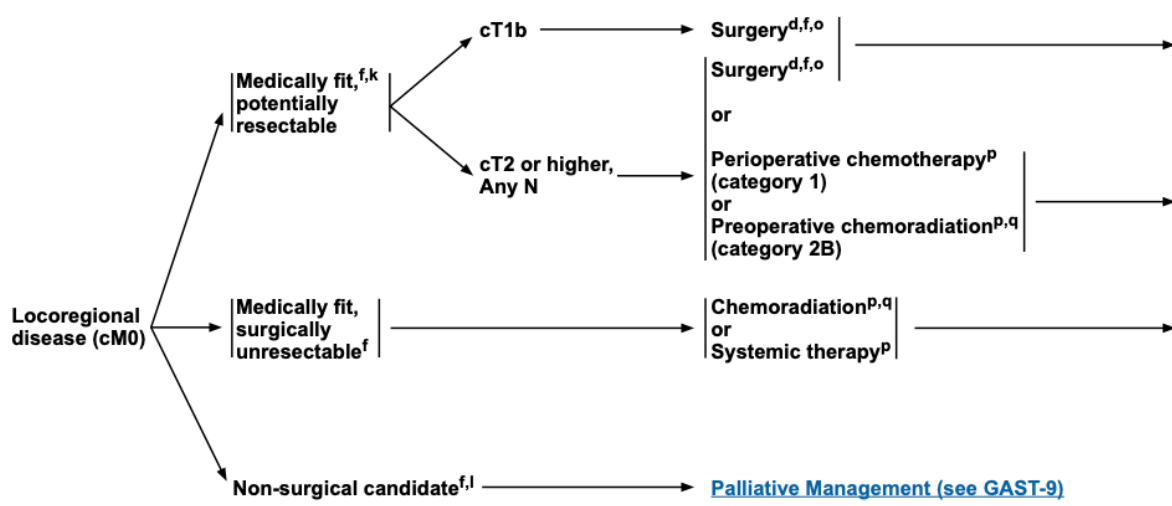 cT1b
Surgeryd,f,o
Medically fit,f,k
potentially
resectable
Surgeryd,f,o
or
cT2 or higher,
Any N
Perioperative chemotherapyp
(category 1)
or
Preoperative chemoradiationp,q
(category 2B)
Locoregional
disease (cM0)
Medically fit,
surgically
unresectablef
Chemoradiationp,q
or
Systemic therapyp
Non-surgical candidatef,l
Palliative Management (see GAST-9)